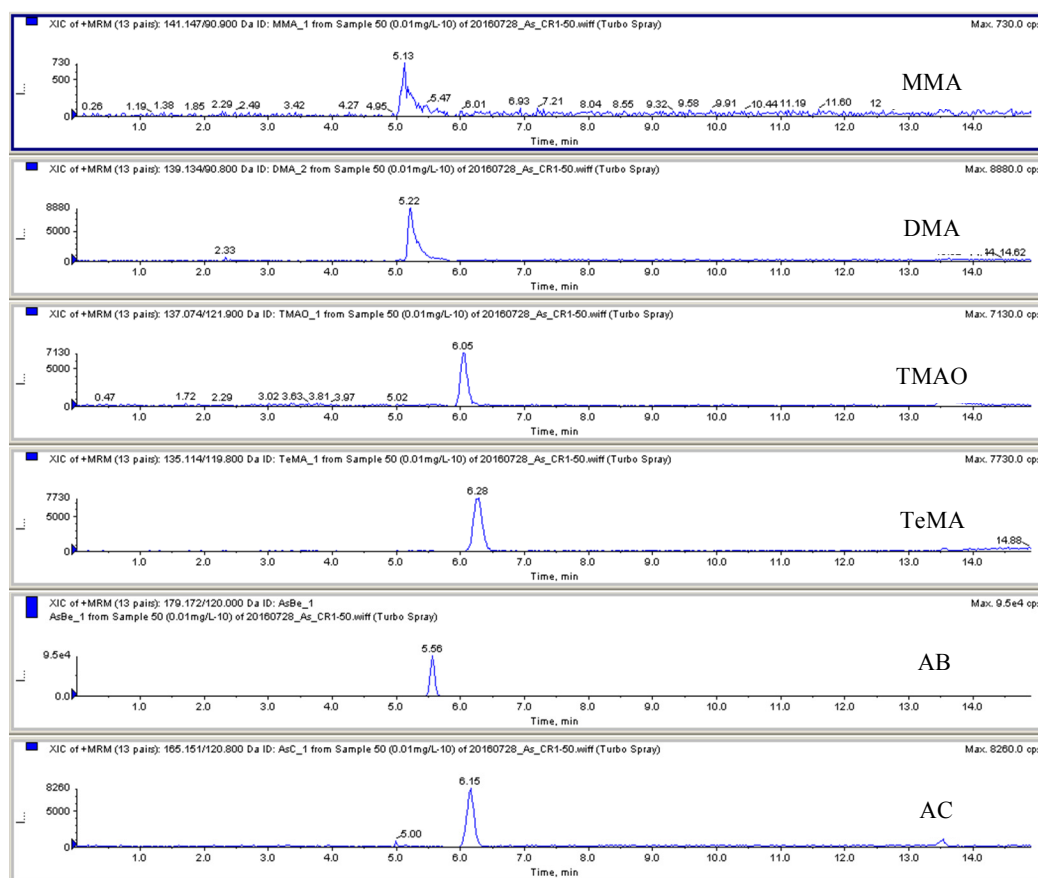 XIC of +MRM (13 pairs): 141.147/90.900 Da ID: MMA_1 from Sample 50 (0.01mg/L-10) of 20160728_As_CR1-50.wiff (Turbo Spray) Max. 730.0 cps
5.13
730
500
0
0.26 1.19 1.38 1.85 2.29 2.49 3.42 4.27 4.95 5.47 6.01 6.93 7.21 8.04 8.55 9.32 9.58 9.91 10.44 11.19 11.60 12
MMA
1.0 2.0 3.0 4.0 5.0 6.0 7.0 8.0 9.0 10.0 11.0 12.0 13.0 14.0
Time, min
XIC of +MRM (13 pairs): 139.134/90.800 Da ID: DMA_2 from Sample 50 (0.01mg/L-10) of 20160728_As_CR1-50.wiff (Turbo Spray) Max. 8880.0 cps
5.22
8880
5000
0
2.33
14.62
DMA
1.0 2.0 3.0 4.0 5.0 6.0 7.0 8.0 9.0 10.0 11.0 12.0 13.0 14.0
Time, min
XIC of +MRM (13 pairs): 137.074/121.900 Da ID: TMAO_1 from Sample 50 (0.01mg/L-10) of 20160728_As_CR1-50.wiff (Turbo Spray) Max. 7130.0 cps
6.05
7130
5000
0
0.47 1.72 2.29 3.02 3.63 3.81 3.97 5.02
TMAO
1.0 2.0 3.0 4.0 5.0 6.0 7.0 8.0 9.0 10.0 11.0 12.0 13.0 14.0
Time, min
XIC of +MRM (13 pairs): 135.114/119.800 Da ID: TeMA_1 from Sample 50 (0.01mg/L-10) of 20160728_As_CR1-50.wiff (Turbo Spray) Max. 7730.0 cps
6.28
7730
5000
0
14.88
TeMA
1.0 2.0 3.0 4.0 5.0 6.0 7.0 8.0 9.0 10.0 11.0 12.0 13.0 14.0
Time, min
XIC of +MRM (13 pairs): 179.172/120.000 Da ID: AsBe_1 Max. 9.5e4 cps
AsBe_1 from Sample 50 (0.01mg/L-10) of 20160728_As_CR1-50.wiff (Turbo Spray)
5.56
9.5e4
0.0
AB
1.0 2.0 3.0 4.0 5.0 6.0 7.0 8.0 9.0 10.0 11.0 12.0 13.0 14.0
Time, min
XIC of +MRM (13 pairs): 165.151/120.800 Da ID: AsC_1 from Sample 50 (0.01mg/L-10) of 20160728_As_CR1-50.wiff (Turbo Spray) Max. 8260.0 cps
6.15
8260
5000
0
5.00
AC
1.0 2.0 3.0 4.0 5.0 6.0 7.0 8.0 9.0 10.0 11.0 12.0 13.0 14.0
Time, min